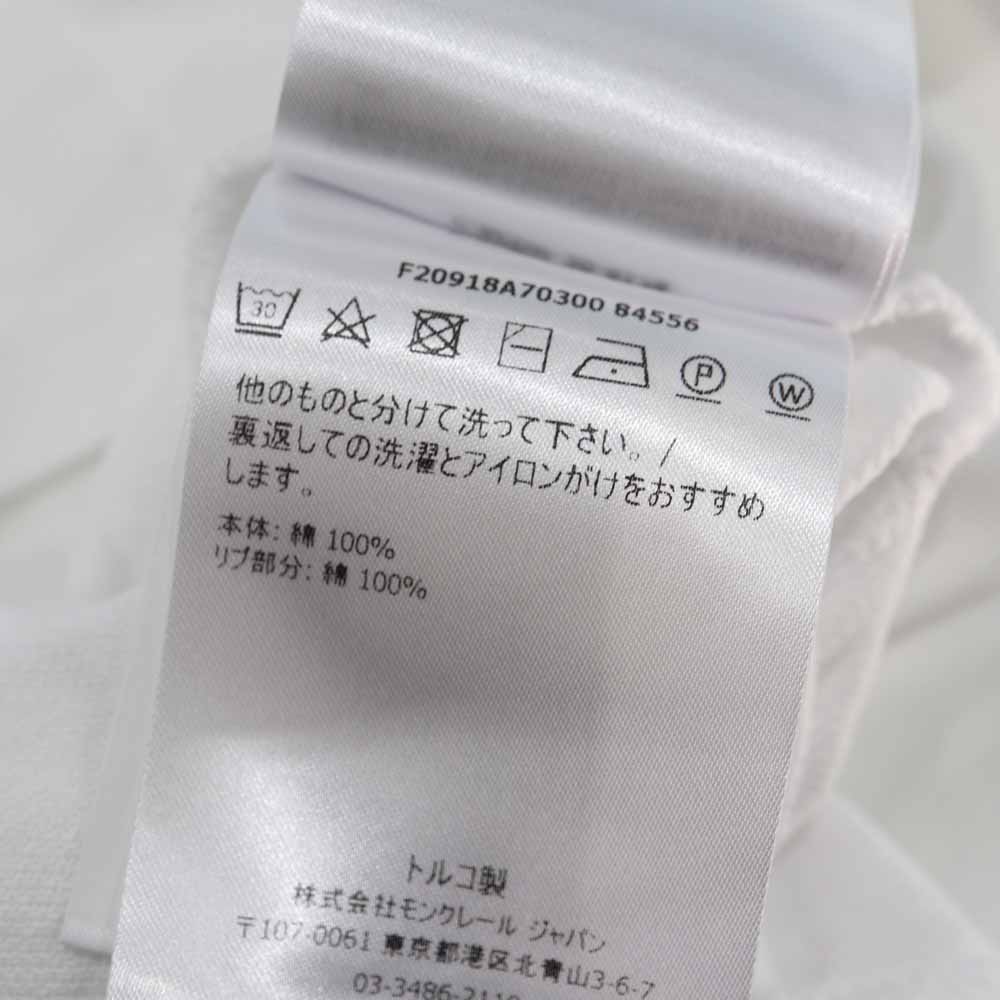 F20918A70300 84556
30
P
W
他のものと分けて洗って下さい。/
裏返しての洗濯とアイロンがけをおすすめ
します。
本体: 綿 100%
リブ部分: 綿 100%
トルコ製
株式会社モンクレール ジャパン
〒107-0061 東京都港区北青山3-6-7